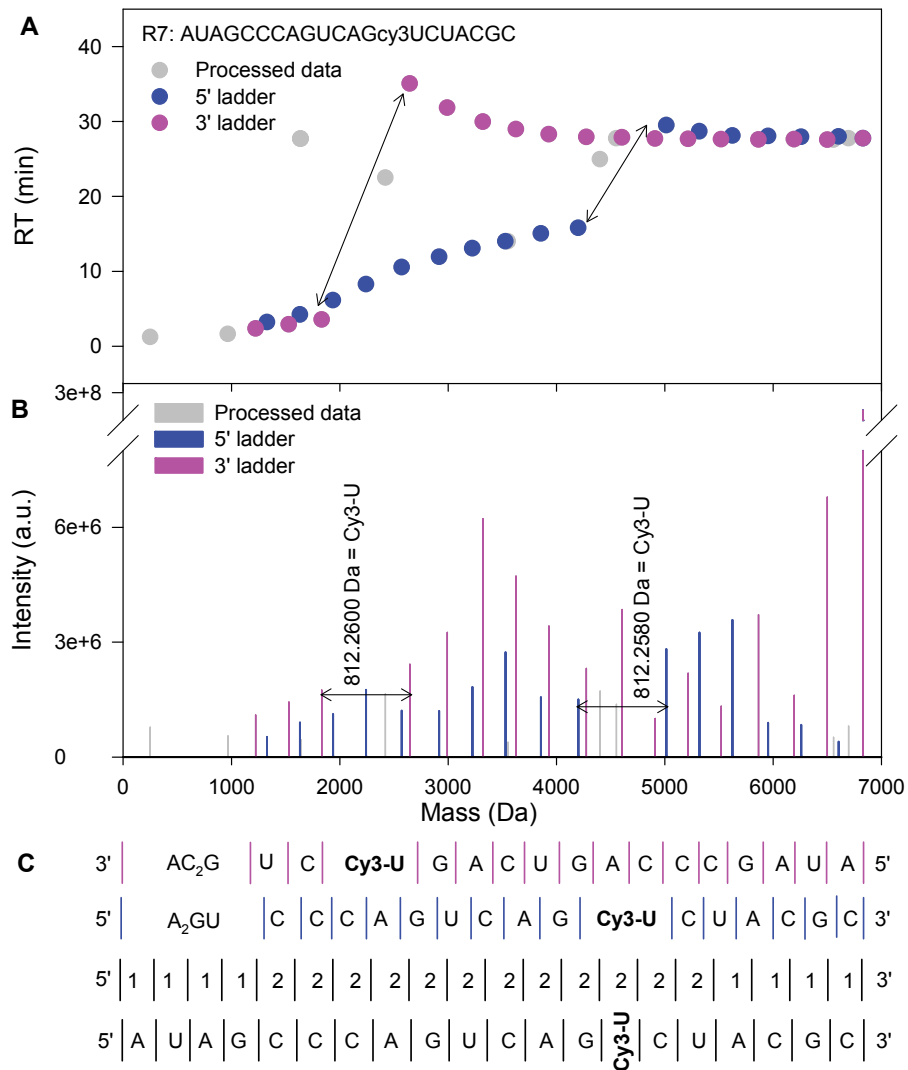 A
R7: AUAGCCCAGUCAGcy3UCUACGC
Processed data
5' ladder
3' ladder
RT (min)
40
30
20
10
0
B
3e+8
Processed data
5' ladder
3' ladder
Intensity (a.u.)
6e+6
3e+6
0
812.2600 Da = Cy3-U
812.2580 Da = Cy3-U
0 1000 2000 3000 4000 5000 6000 7000
Mass (Da)
C
3' AC₂G U C Cy3-U G A C U G A C C C G A U A 5'
5' A₂GU C C C A G U C A G Cy3-U C U A C G C 3'
5' 1 1 1 1 2 2 2 2 2 2 2 2 2 2 2 2 2 1 1 1 1 3'
5' A U A G C C C A G U C A G Cy3-U C U A C G C 3'